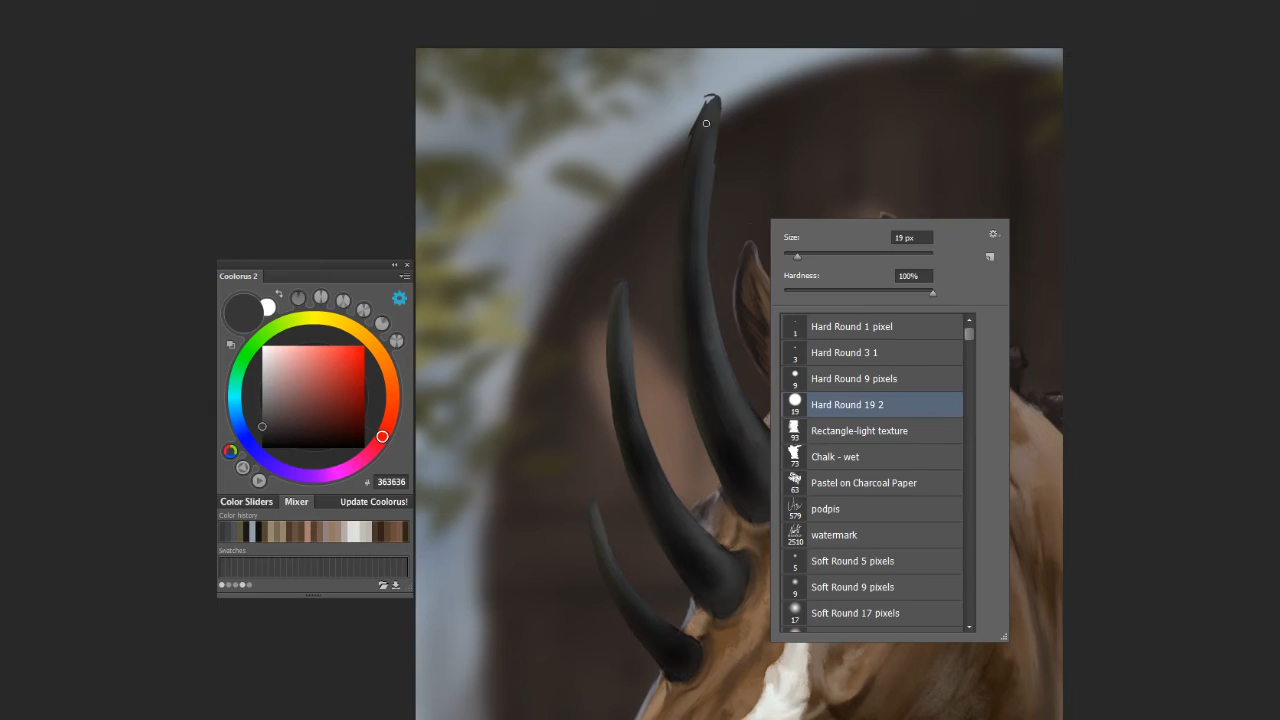 Coolorus 2
# 363636
Color Sliders
Mixer
Update Coolorus!
Color history
Swatches
Size:
19 px
Hardness:
100%
1
Hard Round 1 pixel
3
Hard Round 3 1
9
Hard Round 9 pixels
19
Hard Round 19 2
93
Rectangle-light texture
73
Chalk - wet
63
Pastel on Charcoal Paper
579
podpis
2510
watermark
5
Soft Round 5 pixels
9
Soft Round 9 pixels
17
Soft Round 17 pixels